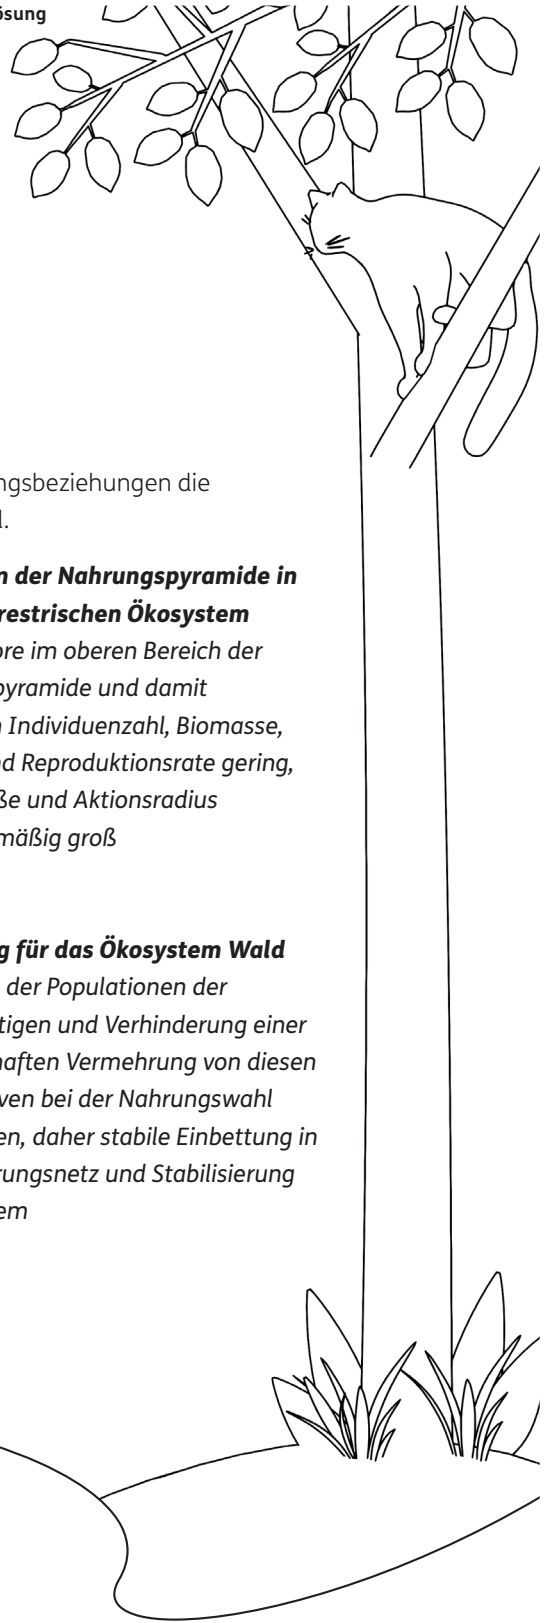 ösung
ngsbeziehungen die
l.
n der Nahrungspyramide in
restrischen Ökosystem
ore im oberen Bereich der
pyramide und damit
n Individuenzahl, Biomasse,
nd Reproduktionsrate gering,
ße und Aktionsradius
mäßig groß
g für das Ökosystem Wald
der Populationen der
tigen und Verhinderung einer
haften Vermehrung von diesen
ven bei der Nahrungswahl
en, daher stabile Einbettung in
rungsnetz und Stabilisierung
em